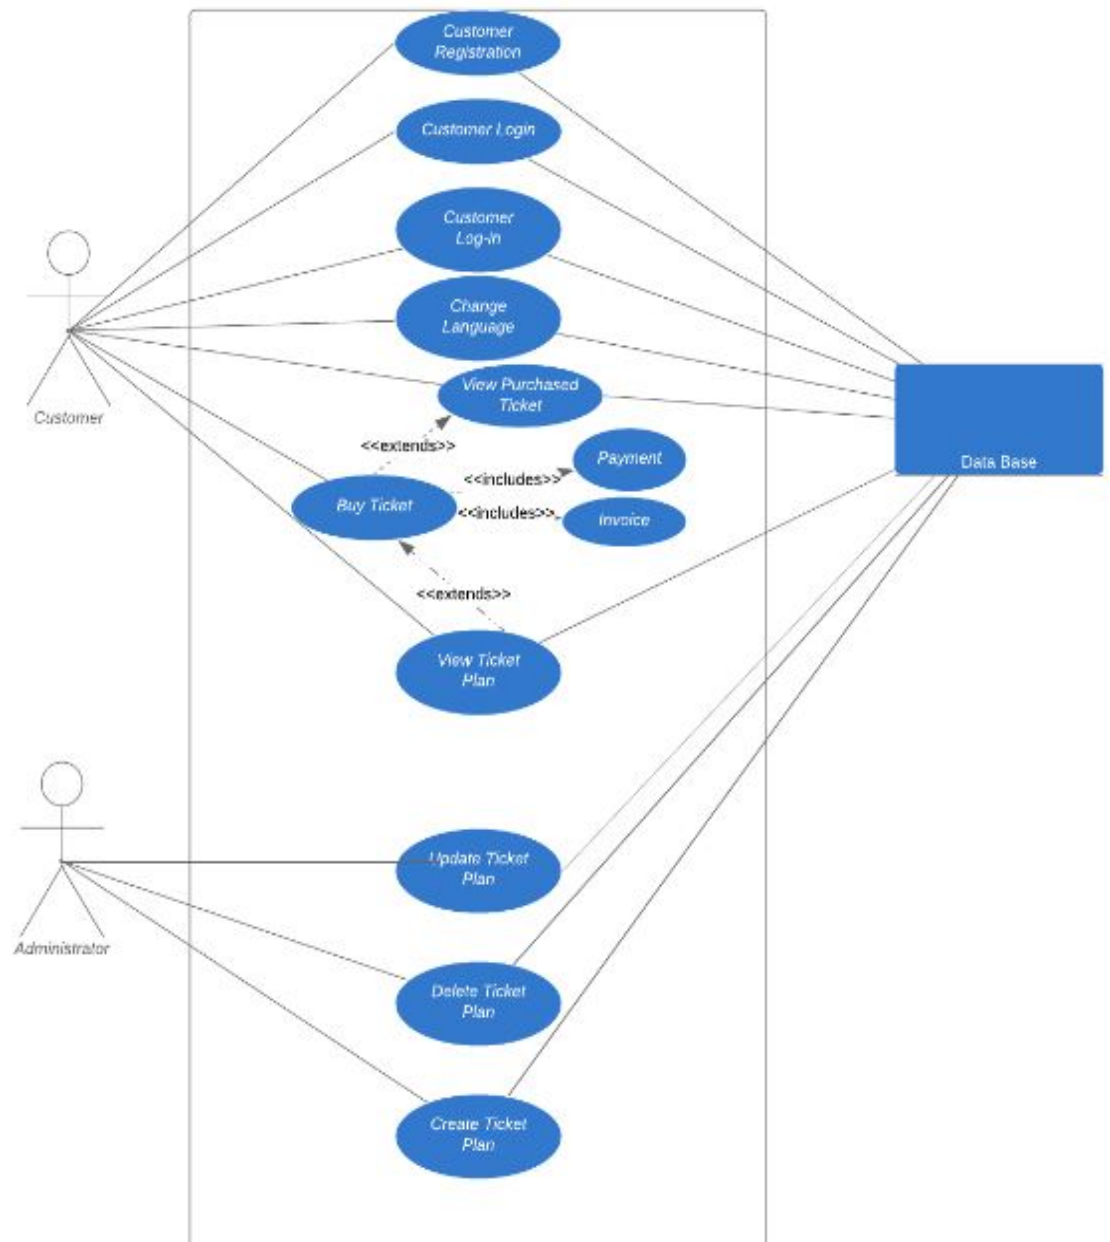 Customer
Registration
Customer Login
Customer
Log-in
Change
Language
View Purchased
Ticket
Customer
<<extends>>
Payment
Data Base
<<includes>>
Buy Ticket
<<includes>>
Invoice
<<extends>>
View Ticket
Plan
Update Ticket
Plan
Administrator
Delete Ticket
Plan
Create Ticket
Plan